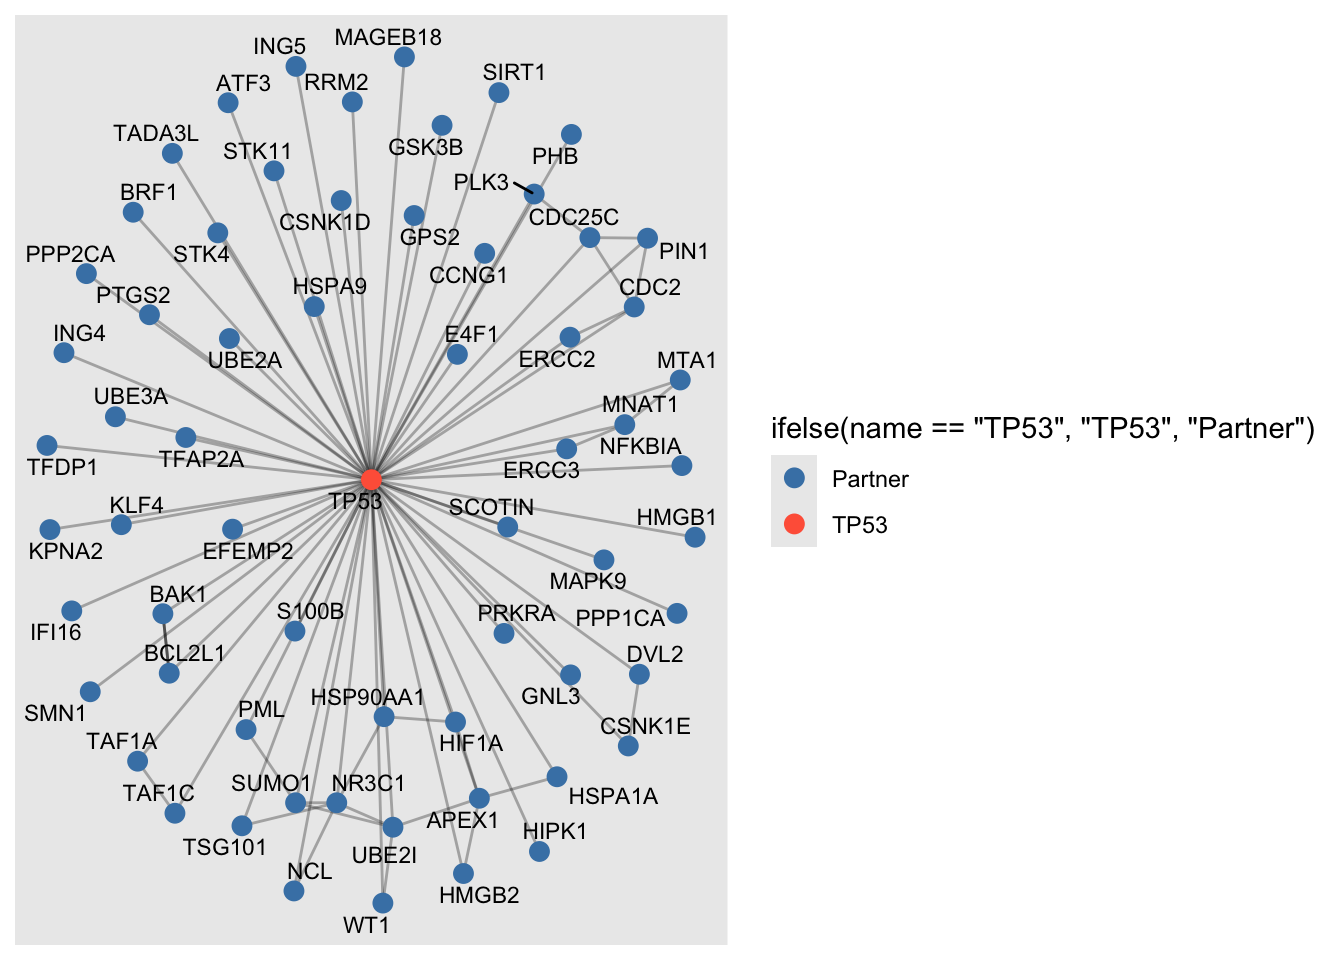 MAGEB18
ING5
SIRT1
RRM2
ATF3
TADA3L
GSK3B
STK11
PHB
PLK3
BRF1
CDC25C
CSNK1D
GPS2
PIN1
STK4
PPP2CA
CCNG1
HSPA9
CDC2
PTGS2
ING4
E4F1
ERCC2
UBE2A
MTA1
UBE3A
MNAT1
NFKBIA
TFAP2A
TFDP1
ERCC3
TP53
KLF4
SCOTIN
HMGB1
KPNA2
EFEMP2
MAPK9
BAK1
S100B
PRKRA
PPP1CA
IFI16
BCL2L1
DVL2
HSP90AA1
GNL3
SMN1
PML
CSNK1E
TAF1A
HIF1A
SUMO1
NR3C1
TAF1C
HSPA1A
APEX1
HIPK1
TSG101
UBE2I
NCL
HMGB2
WT1
ifelse(name == "TP53", "TP53", "Partner")
Partner
TP53